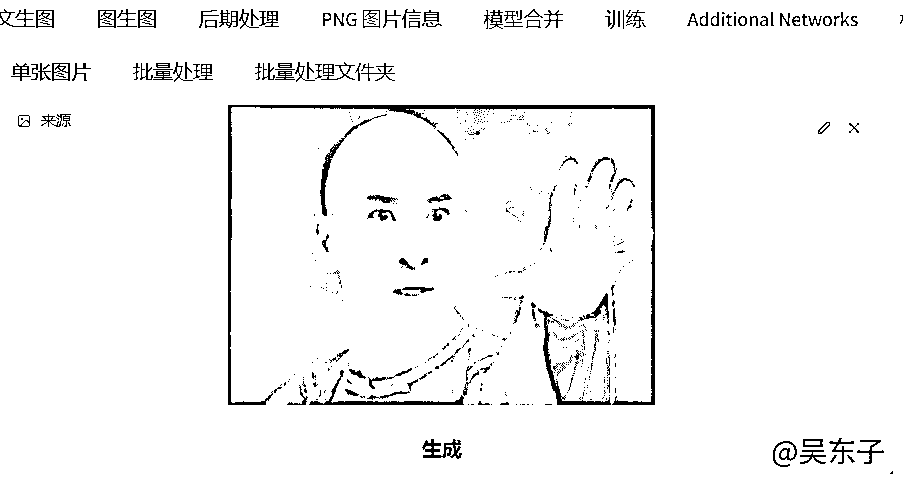 文生图 图生图 后期处理 PNG 图片信息 模型合并 训练 Additional Networks
单张图片 批量处理 批量处理文件夹
来源
生成
@吴东子